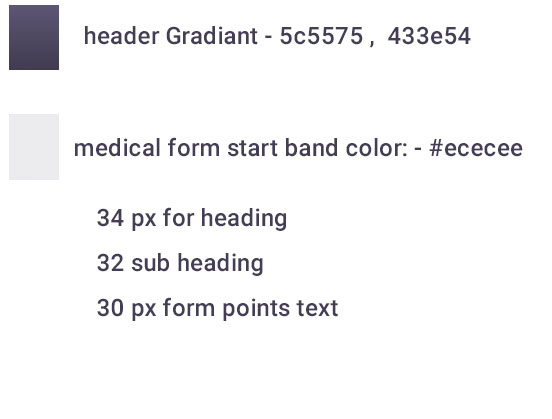 header Gradiant - 5c5575 , 433e54
medical form start band color: - #ececee
34 px for heading
32 sub heading
30 px form points text